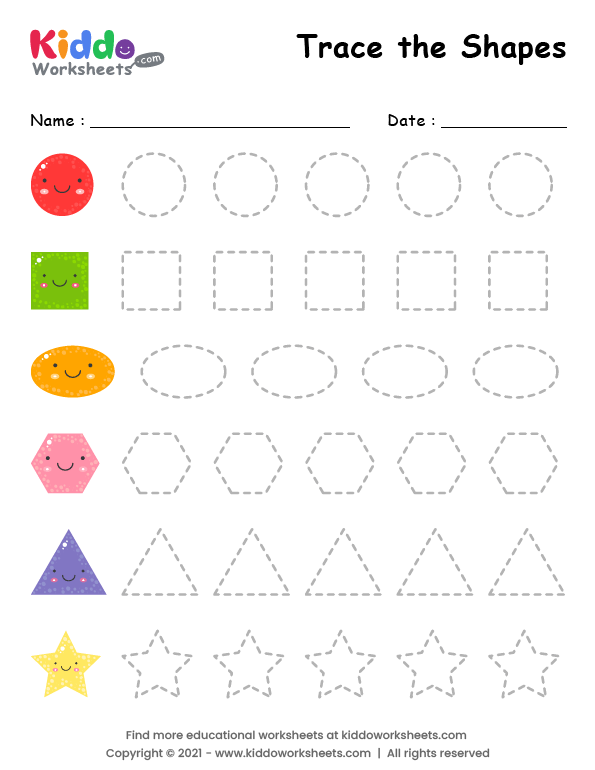 Kiddo
Worksheets .com
Trace the Shapes
Name : Date :
Find more educational worksheets at kiddoworksheets.com
Copyright © 2021 - www.kiddoworksheets.com | All rights reserved